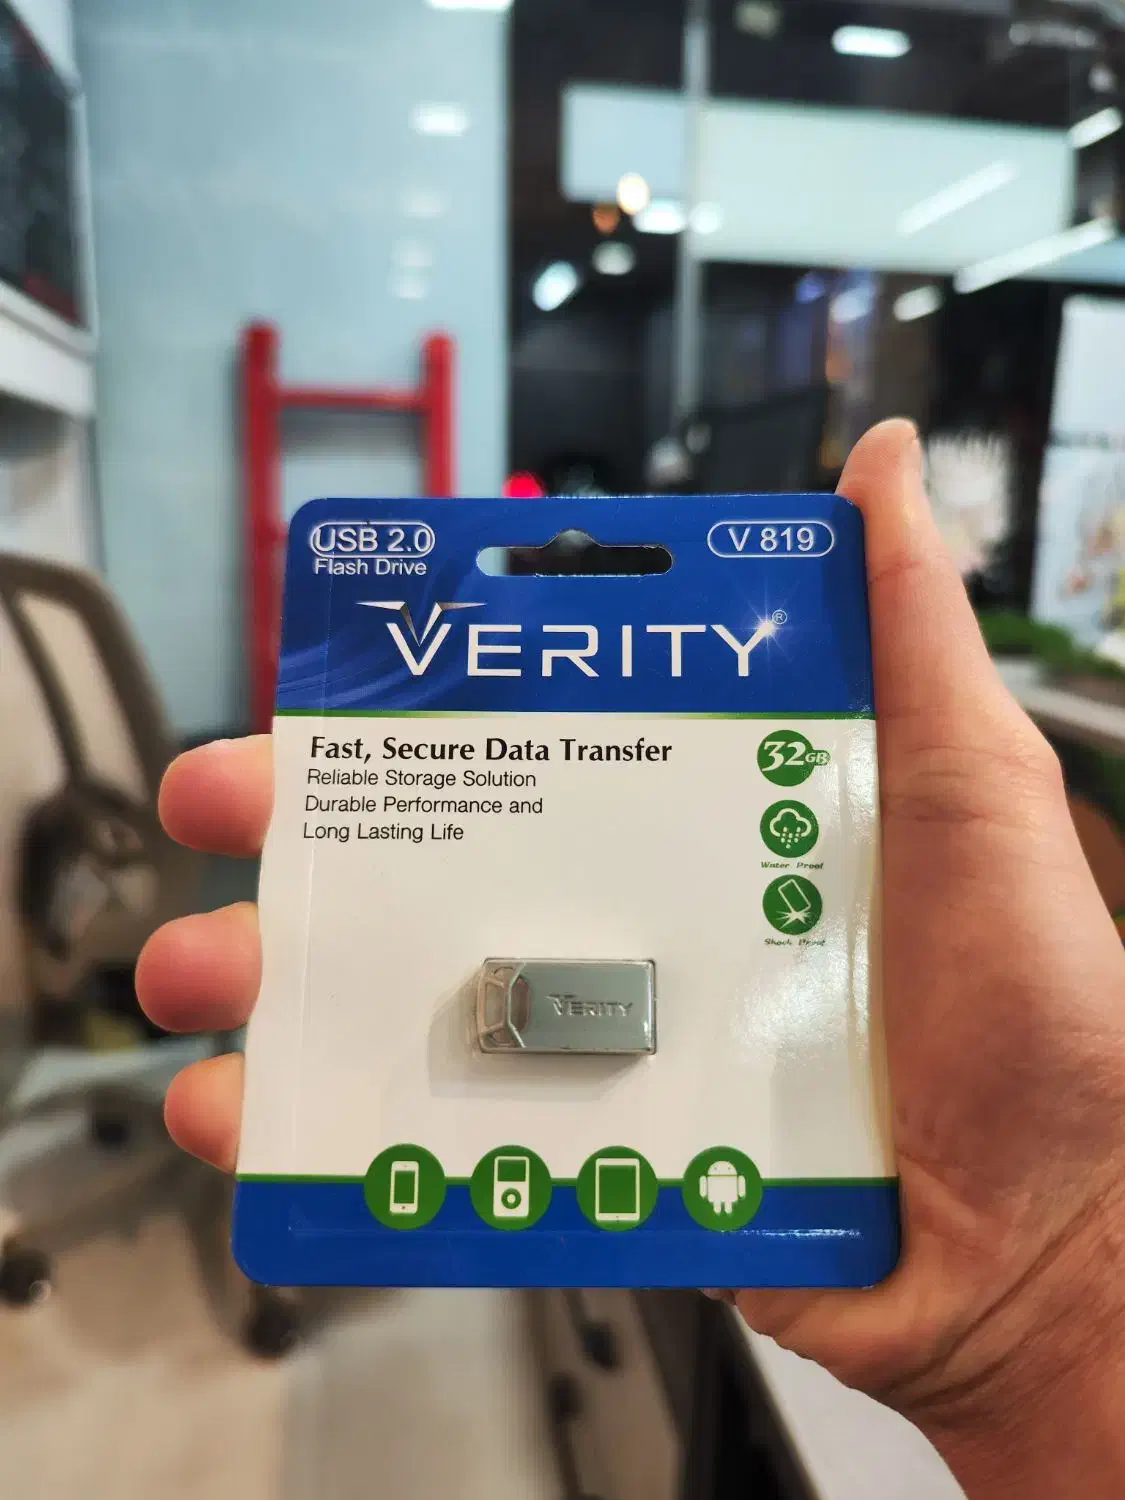 USB 2.0
Flash Drive
V 819
VERITY®
Fast, Secure Data Transfer
Reliable Storage Solution
Durable Performance and
Long Lasting Life
32GB
Water Proof
Shock Proof
VERITY